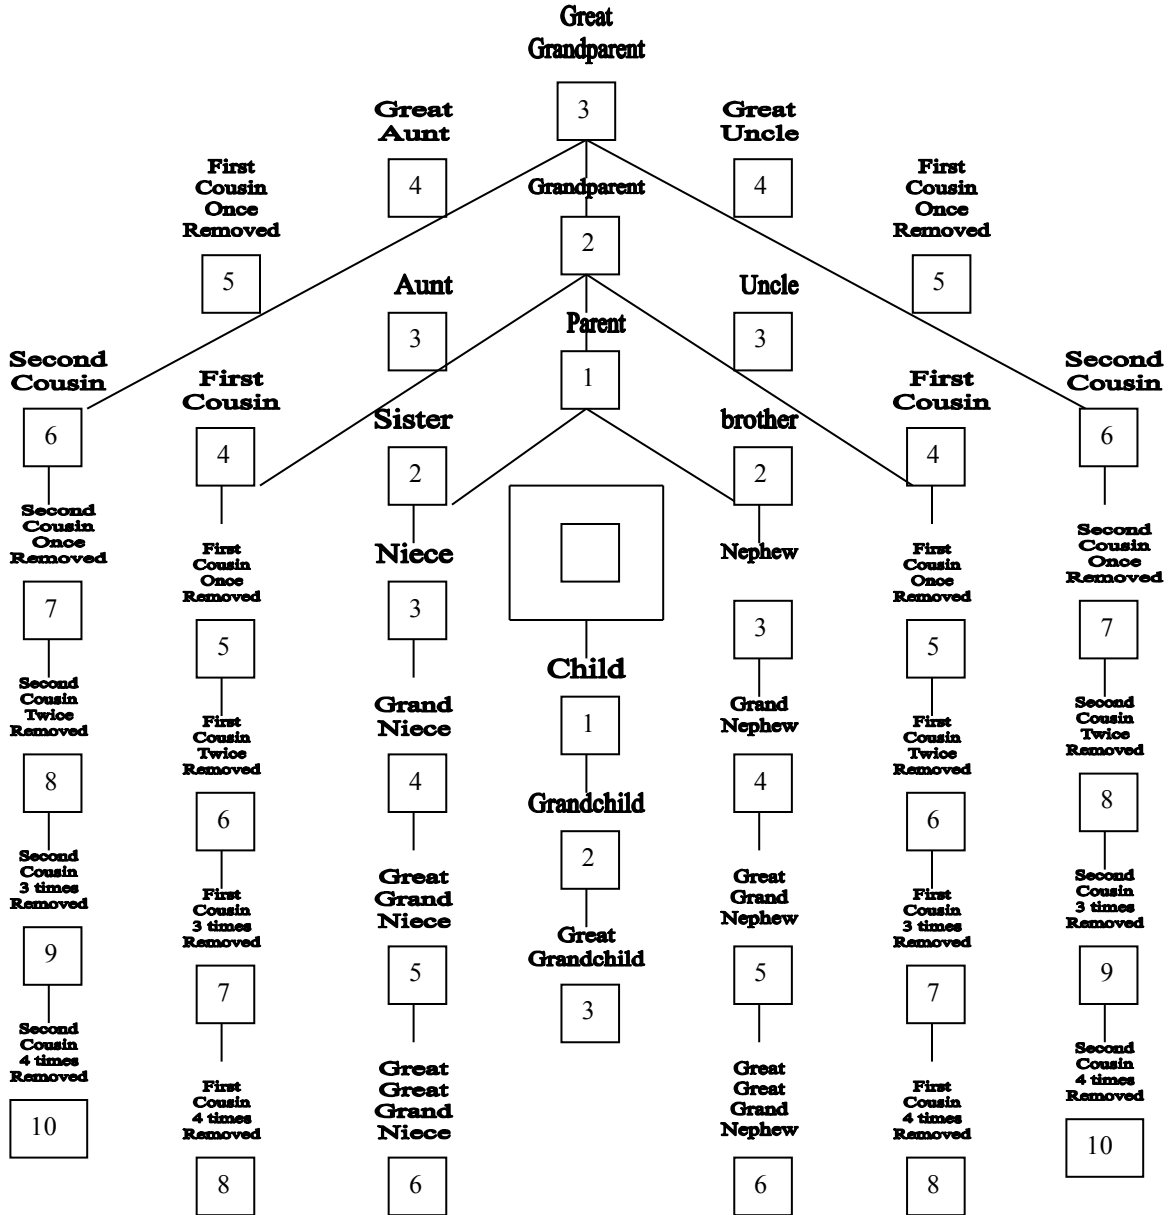 Great
Grandparent
3
Great
Aunt
4
Great
Uncle
4
First
Cousin
Once
Removed
5
Grandparent
2
First
Cousin
Once
Removed
5
Aunt
3
Parent
1
Uncle
3
Second
Cousin
6
First
Cousin
4
Sister
2
brother
2
First
Cousin
4
Second
Cousin
6
Second
Cousin
Once
Removed
7
First
Cousin
Once
Removed
5
Niece
3
Nephew
3
First
Cousin
Once
Removed
5
Second
Cousin
Once
Removed
7
Second
Cousin
Twice
Removed
8
First
Cousin
Twice
Removed
6
Grand
Niece
4
Child
1
Grand
Nephew
4
First
Cousin
Twice
Removed
6
Second
Cousin
Twice
Removed
8
Second
Cousin
3 times
Removed
9
First
Cousin
3 times
Removed
7
Great
Grand
Niece
5
Grandchild
2
Great
Grandchild
3
Great
Grand
Nephew
5
First
Cousin
3 times
Removed
7
Second
Cousin
3 times
Removed
9
Second
Cousin
4 times
Removed
10
First
Cousin
4 times
Removed
8
Great
Great
Grand
Niece
6
Great
Great
Grand
Nephew
6
First
Cousin
4 times
Removed
8
Second
Cousin
4 times
Removed
10